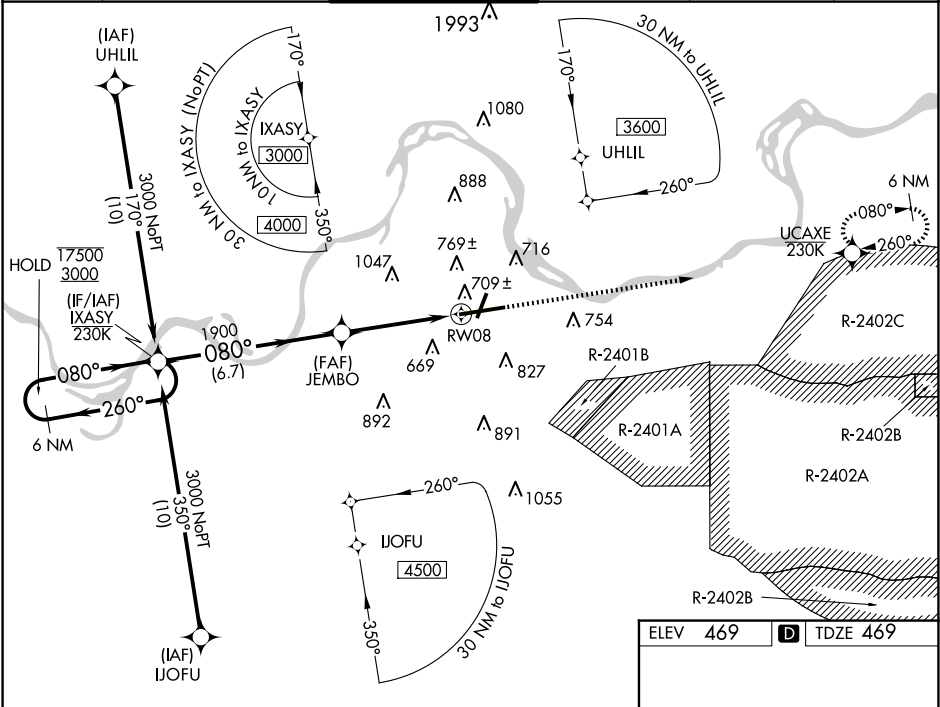 1993
(IAF)
UHLIL
170°
30 NM to IXASY (NoPT)
10NM to IXASY
IXASY
3000
4000
350°
30 NM to UHLIL
170°
3600
UHLIL
260°
1080
888
6 NM
080°
260°
UCAXE
230K
3000 NoPT
170°
(10)
HOLD
17500
3000
(IF/IAF)
IXASY
230K
1047
769±
716
709±
754
RW08
R-2402C
1900
080°
(6.7)
(FAF)
JEMBO
669
827
R-2401B
080°
260°
6 NM
892
891
R-2401A
R-2402B
R-2402A
3000 NoPT
350°
(10)
1055
260°
IJOFU
4500
350°
30 NM to IJOFU
R-2402B
(IAF)
IJOFU
ELEV 469 D TDZE 469